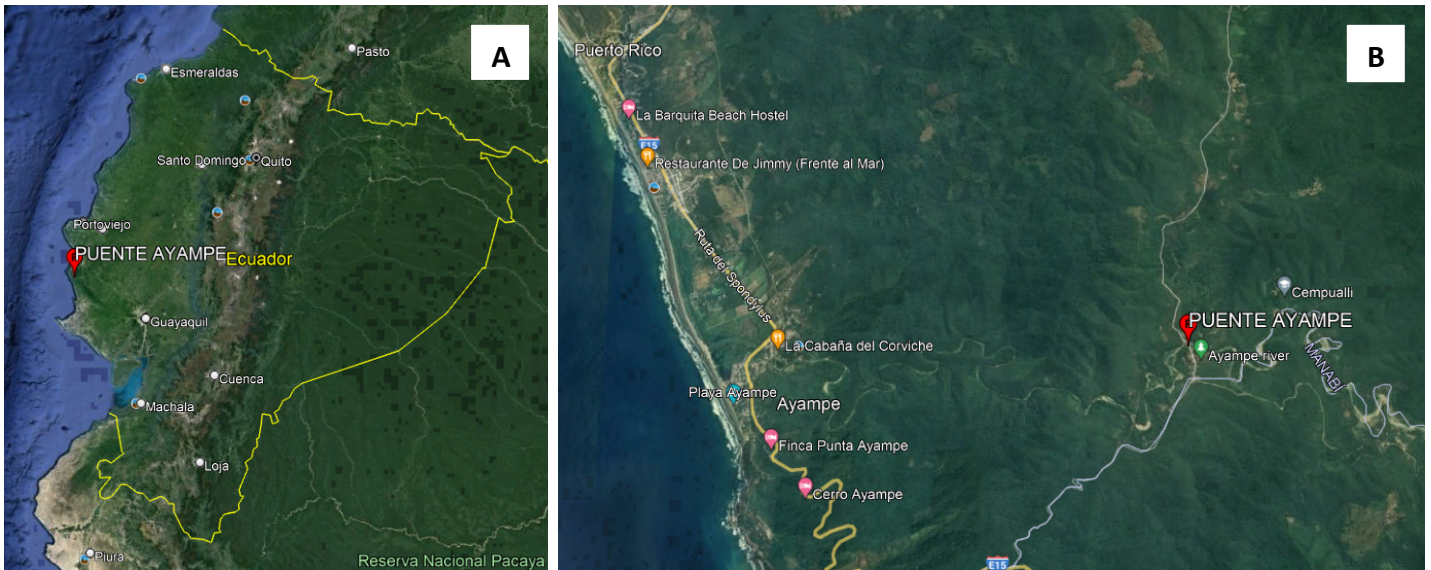 A
Pasto
Esmeraldas
Santo Domingo
Quito
Portoviejo
PUENTE AYAMPE
Ecuador
Guayaquil
Cuenca
Machala
Loja
Piura
Reserva Nacional Pacaya
B
Puerto Rico
La Barquita Beach Hostel
E15
Restaurante De Jimmy (Frente al Mar)
Ruta del Spondylus
Cempualli
PUENTE AYAMPE
La Cabaña del Corviche
Ayampe river
MANABÍ
Playa Ayampe
Ayampe
Finca Punta Ayampe
Cerro Ayampe
E15